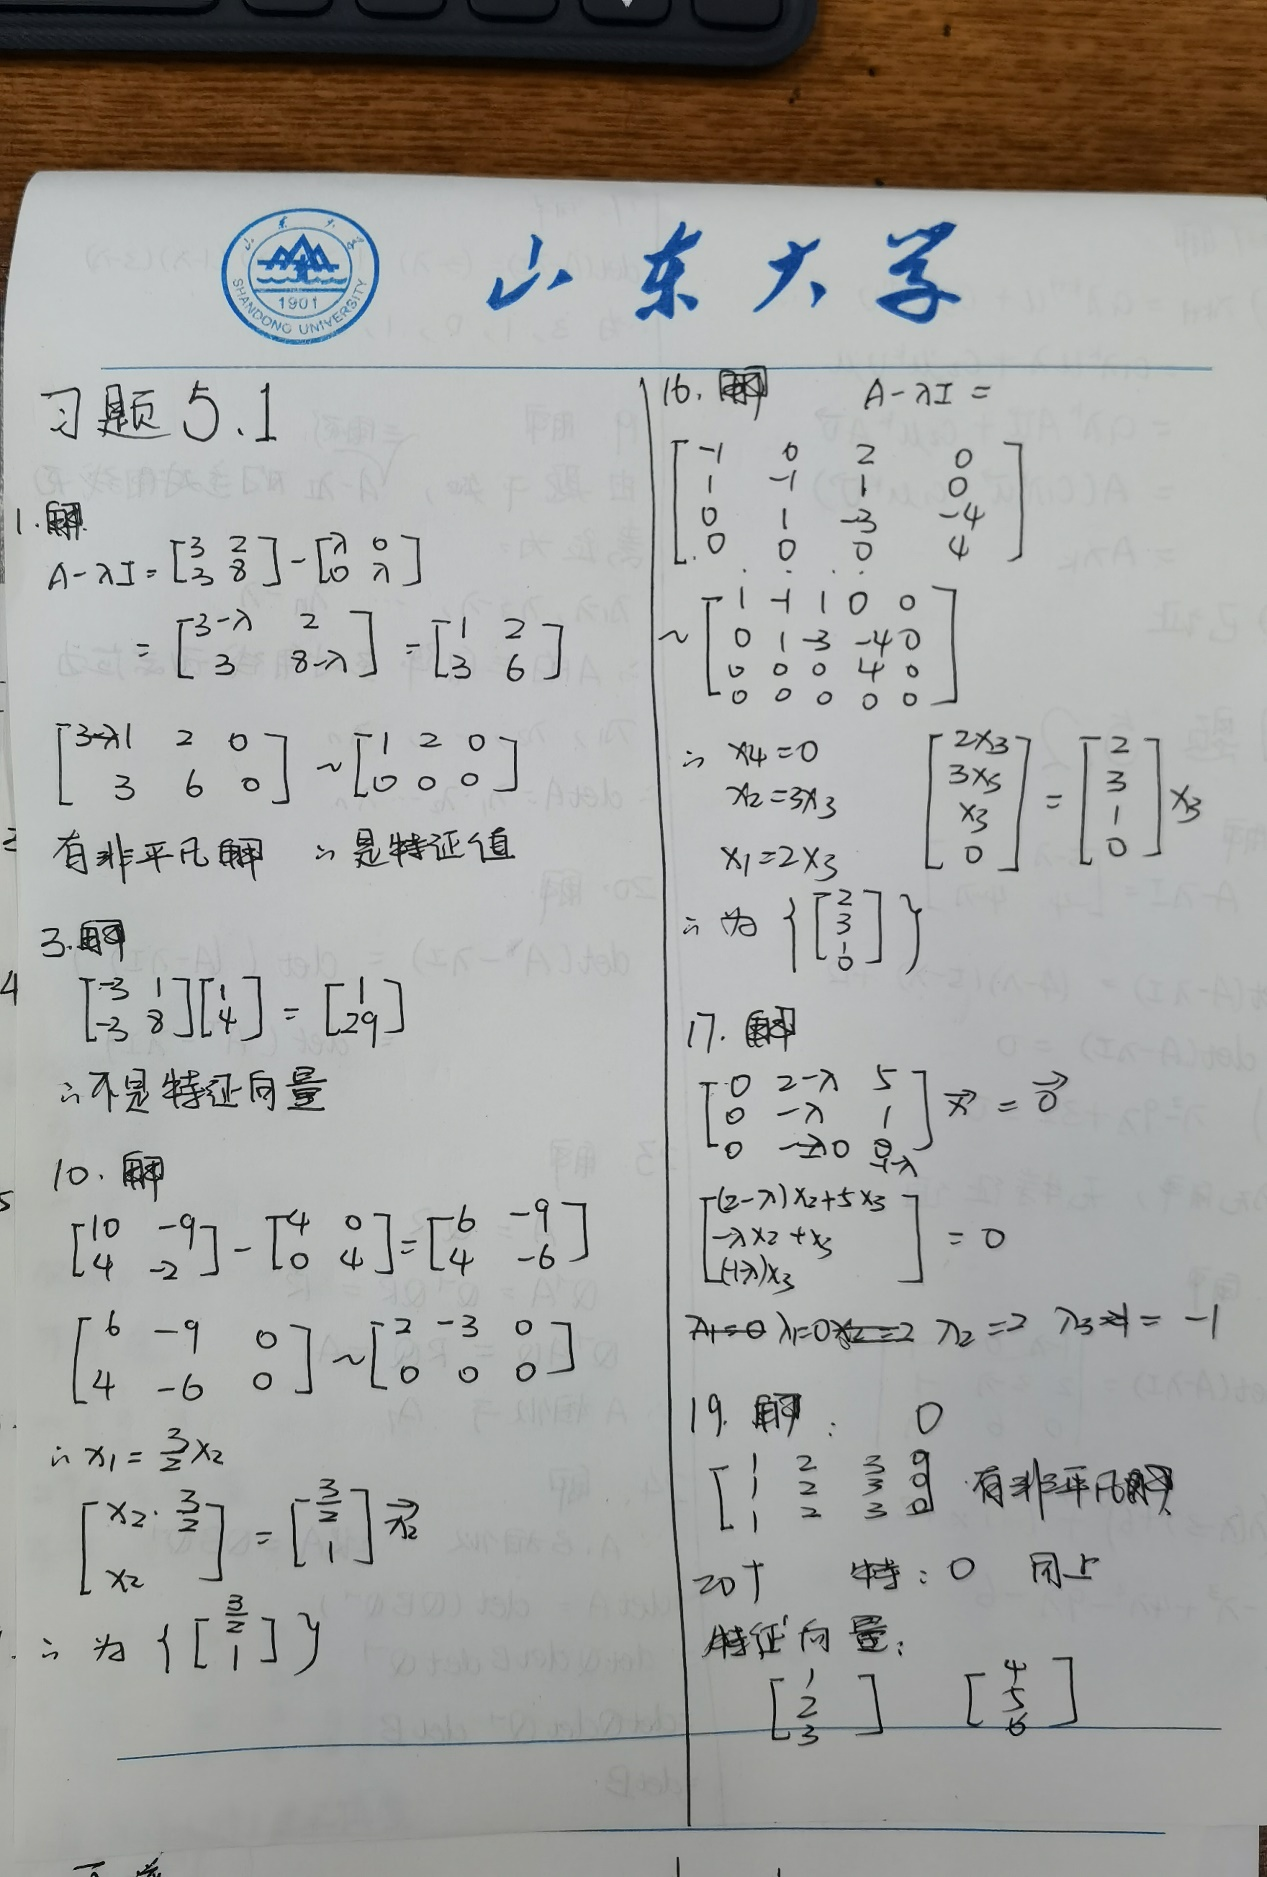 山东大学
SHANDONG UNIVERSITY
1901
习题5.1
1.解
A-λI=[3 2; 3 8]-[λ 0; 0 λ]
=[3-λ 2; 3 8-λ]=[1 2; 3 6]
[1 2 0; 3 6 0]~[1 2 0; 0 0 0]
有非平凡解 ∴是特征值
3.解
[-3 1; -3 8][1; 4]=[1; 29]
∴不是特征向量
10.解
[10 -9; 4 -2]-[4 0; 0 4]=[6 -9; 4 -6]
[6 -9 0; 4 -6 0]~[2 -3 0; 0 0 0]
∴x1=3/2 x2
[x2·3/2; x2]=[3/2; 1]x2
∴为{[3/2; 1]}
16.解 A-λI=
[-1 0 2 0; 1 -1 1 0; 0 1 -3 -4; 0 0 0 4]
~[1 -1 1 0 0; 0 1 -3 -4 0; 0 0 0 4 0; 0 0 0 0 0]
∴x4=0
x2=3x3
x1=2x3
[2x3; 3x3; x3; 0]=[2; 3; 1; 0]x3
∴为{[2; 3; 1; 0]}
17.解
[0 2-λ 5; 0 -λ 1; 0 0 -1-λ]x=0
[(2-λ)x2+5x3; -λx2+x3; (-1-λ)x3]=0
λ1=0 λ2=2 λ3=-1
19.解: 0
[1 2 3 0; 1 2 3 0; 1 2 3 0] 有非平凡解
20 特:0 同上
特征向量:
[1; 2; 3] [4; 5; 6]